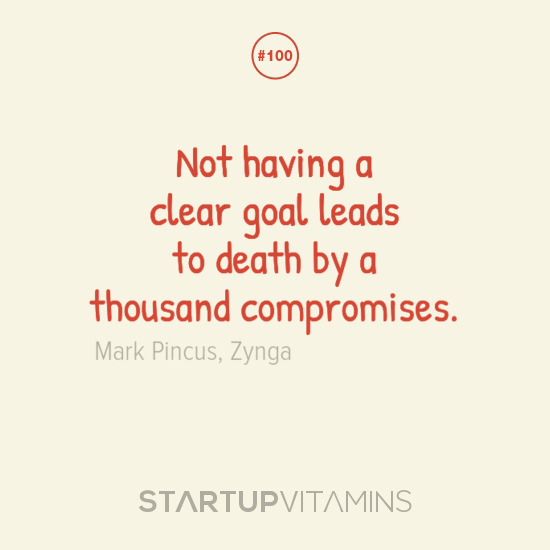 #100
Not having a
clear goal leads
to death by a
thousand compromises.
Mark Pincus, Zynga
STARTUPVITAMINS